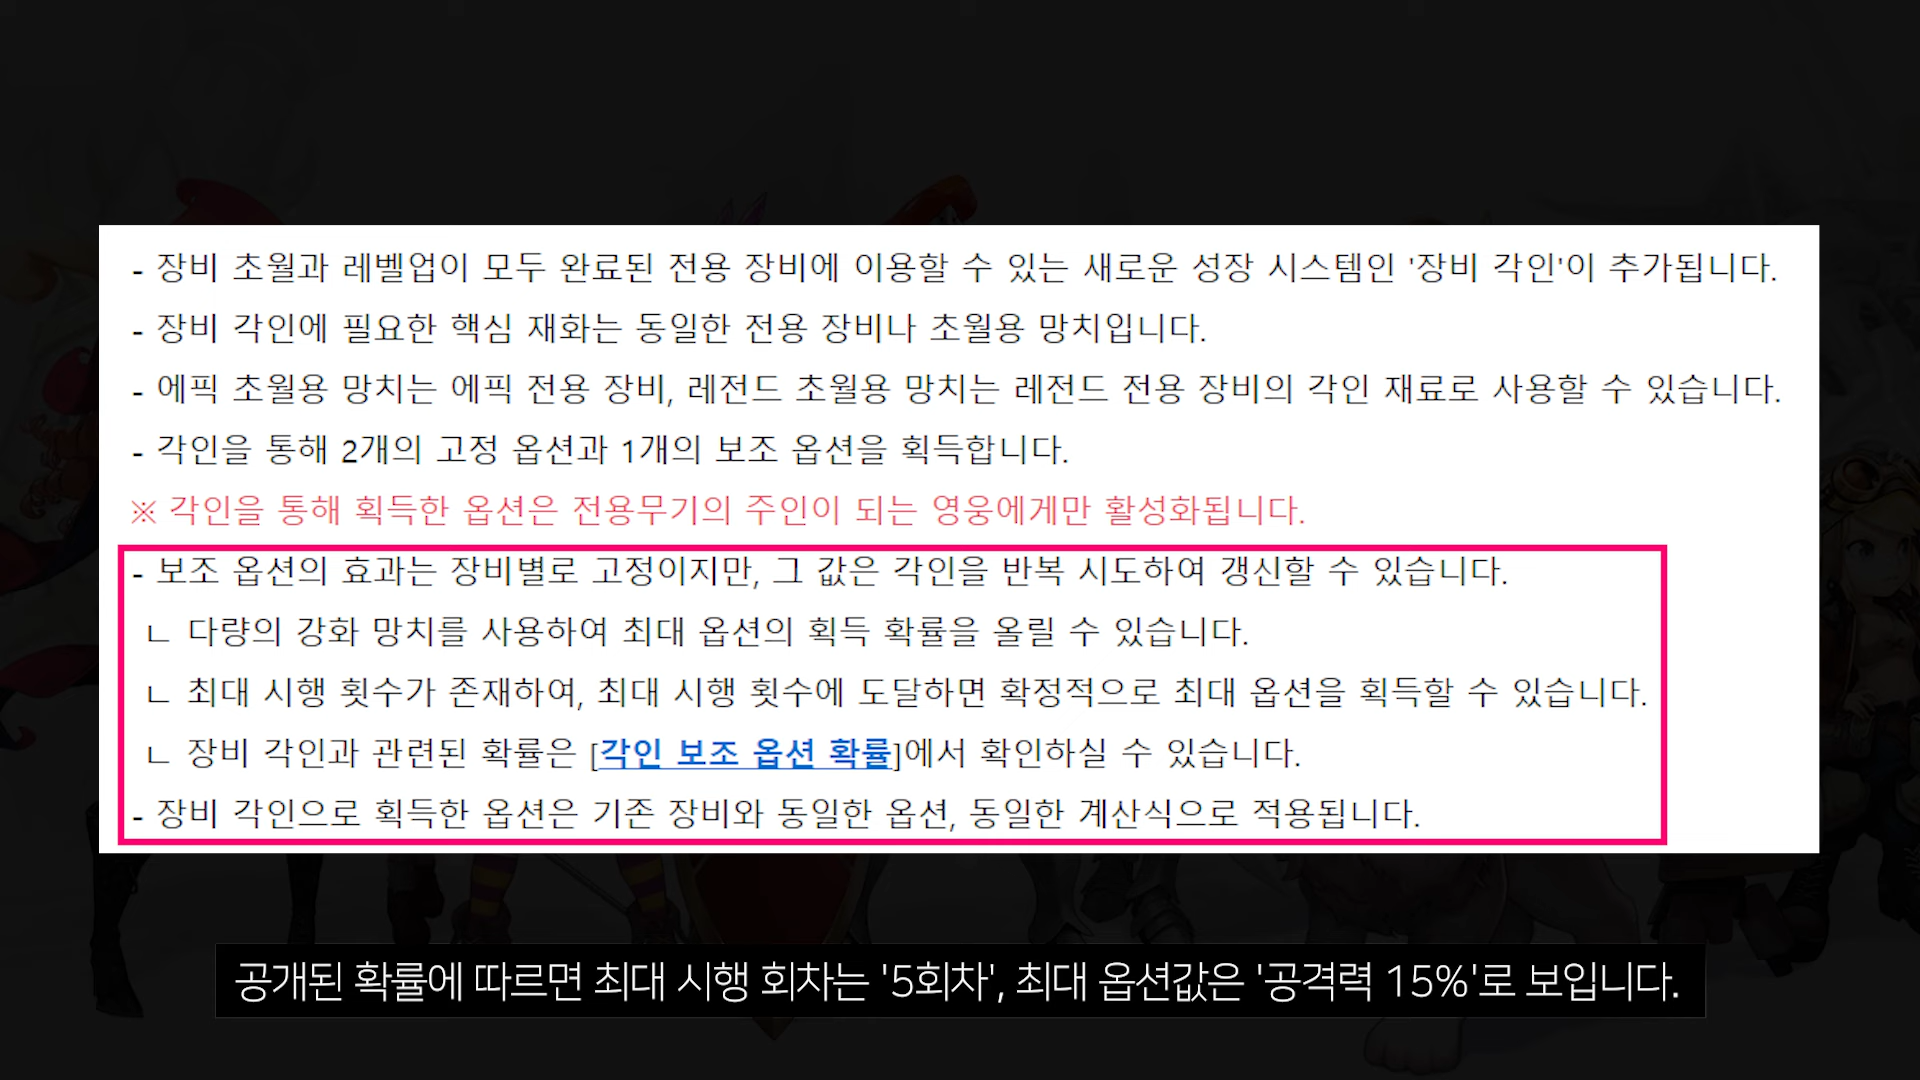 - 장비 초월과 레벨업이 모두 완료된 전용 장비에 이용할 수 있는 새로운 성장 시스템인 '장비 각인'이 추가됩니다.
- 장비 각인에 필요한 핵심 재화는 동일한 전용 장비나 초월용 망치입니다.
- 에픽 초월용 망치는 에픽 전용 장비, 레전드 초월용 망치는 레전드 전용 장비의 각인 재료로 사용할 수 있습니다.
- 각인을 통해 2개의 고정 옵션과 1개의 보조 옵션을 획득합니다.
※ 각인을 통해 획득한 옵션은 전용무기의 주인이 되는 영웅에게만 활성화됩니다.
- 보조 옵션의 효과는 장비별로 고정이지만, 그 값은 각인을 반복 시도하여 갱신할 수 있습니다.
ㄴ 다량의 강화 망치를 사용하여 최대 옵션의 획득 확률을 올릴 수 있습니다.
ㄴ 최대 시행 횟수가 존재하여, 최대 시행 횟수에 도달하면 확정적으로 최대 옵션을 획득할 수 있습니다.
ㄴ 장비 각인과 관련된 확률은 [각인 보조 옵션 확률]에서 확인하실 수 있습니다.
- 장비 각인으로 획득한 옵션은 기존 장비와 동일한 옵션, 동일한 계산식으로 적용됩니다.
공개된 확률에 따르면 최대 시행 회차는 '5회차', 최대 옵션값은 '공격력 15%'로 보입니다.